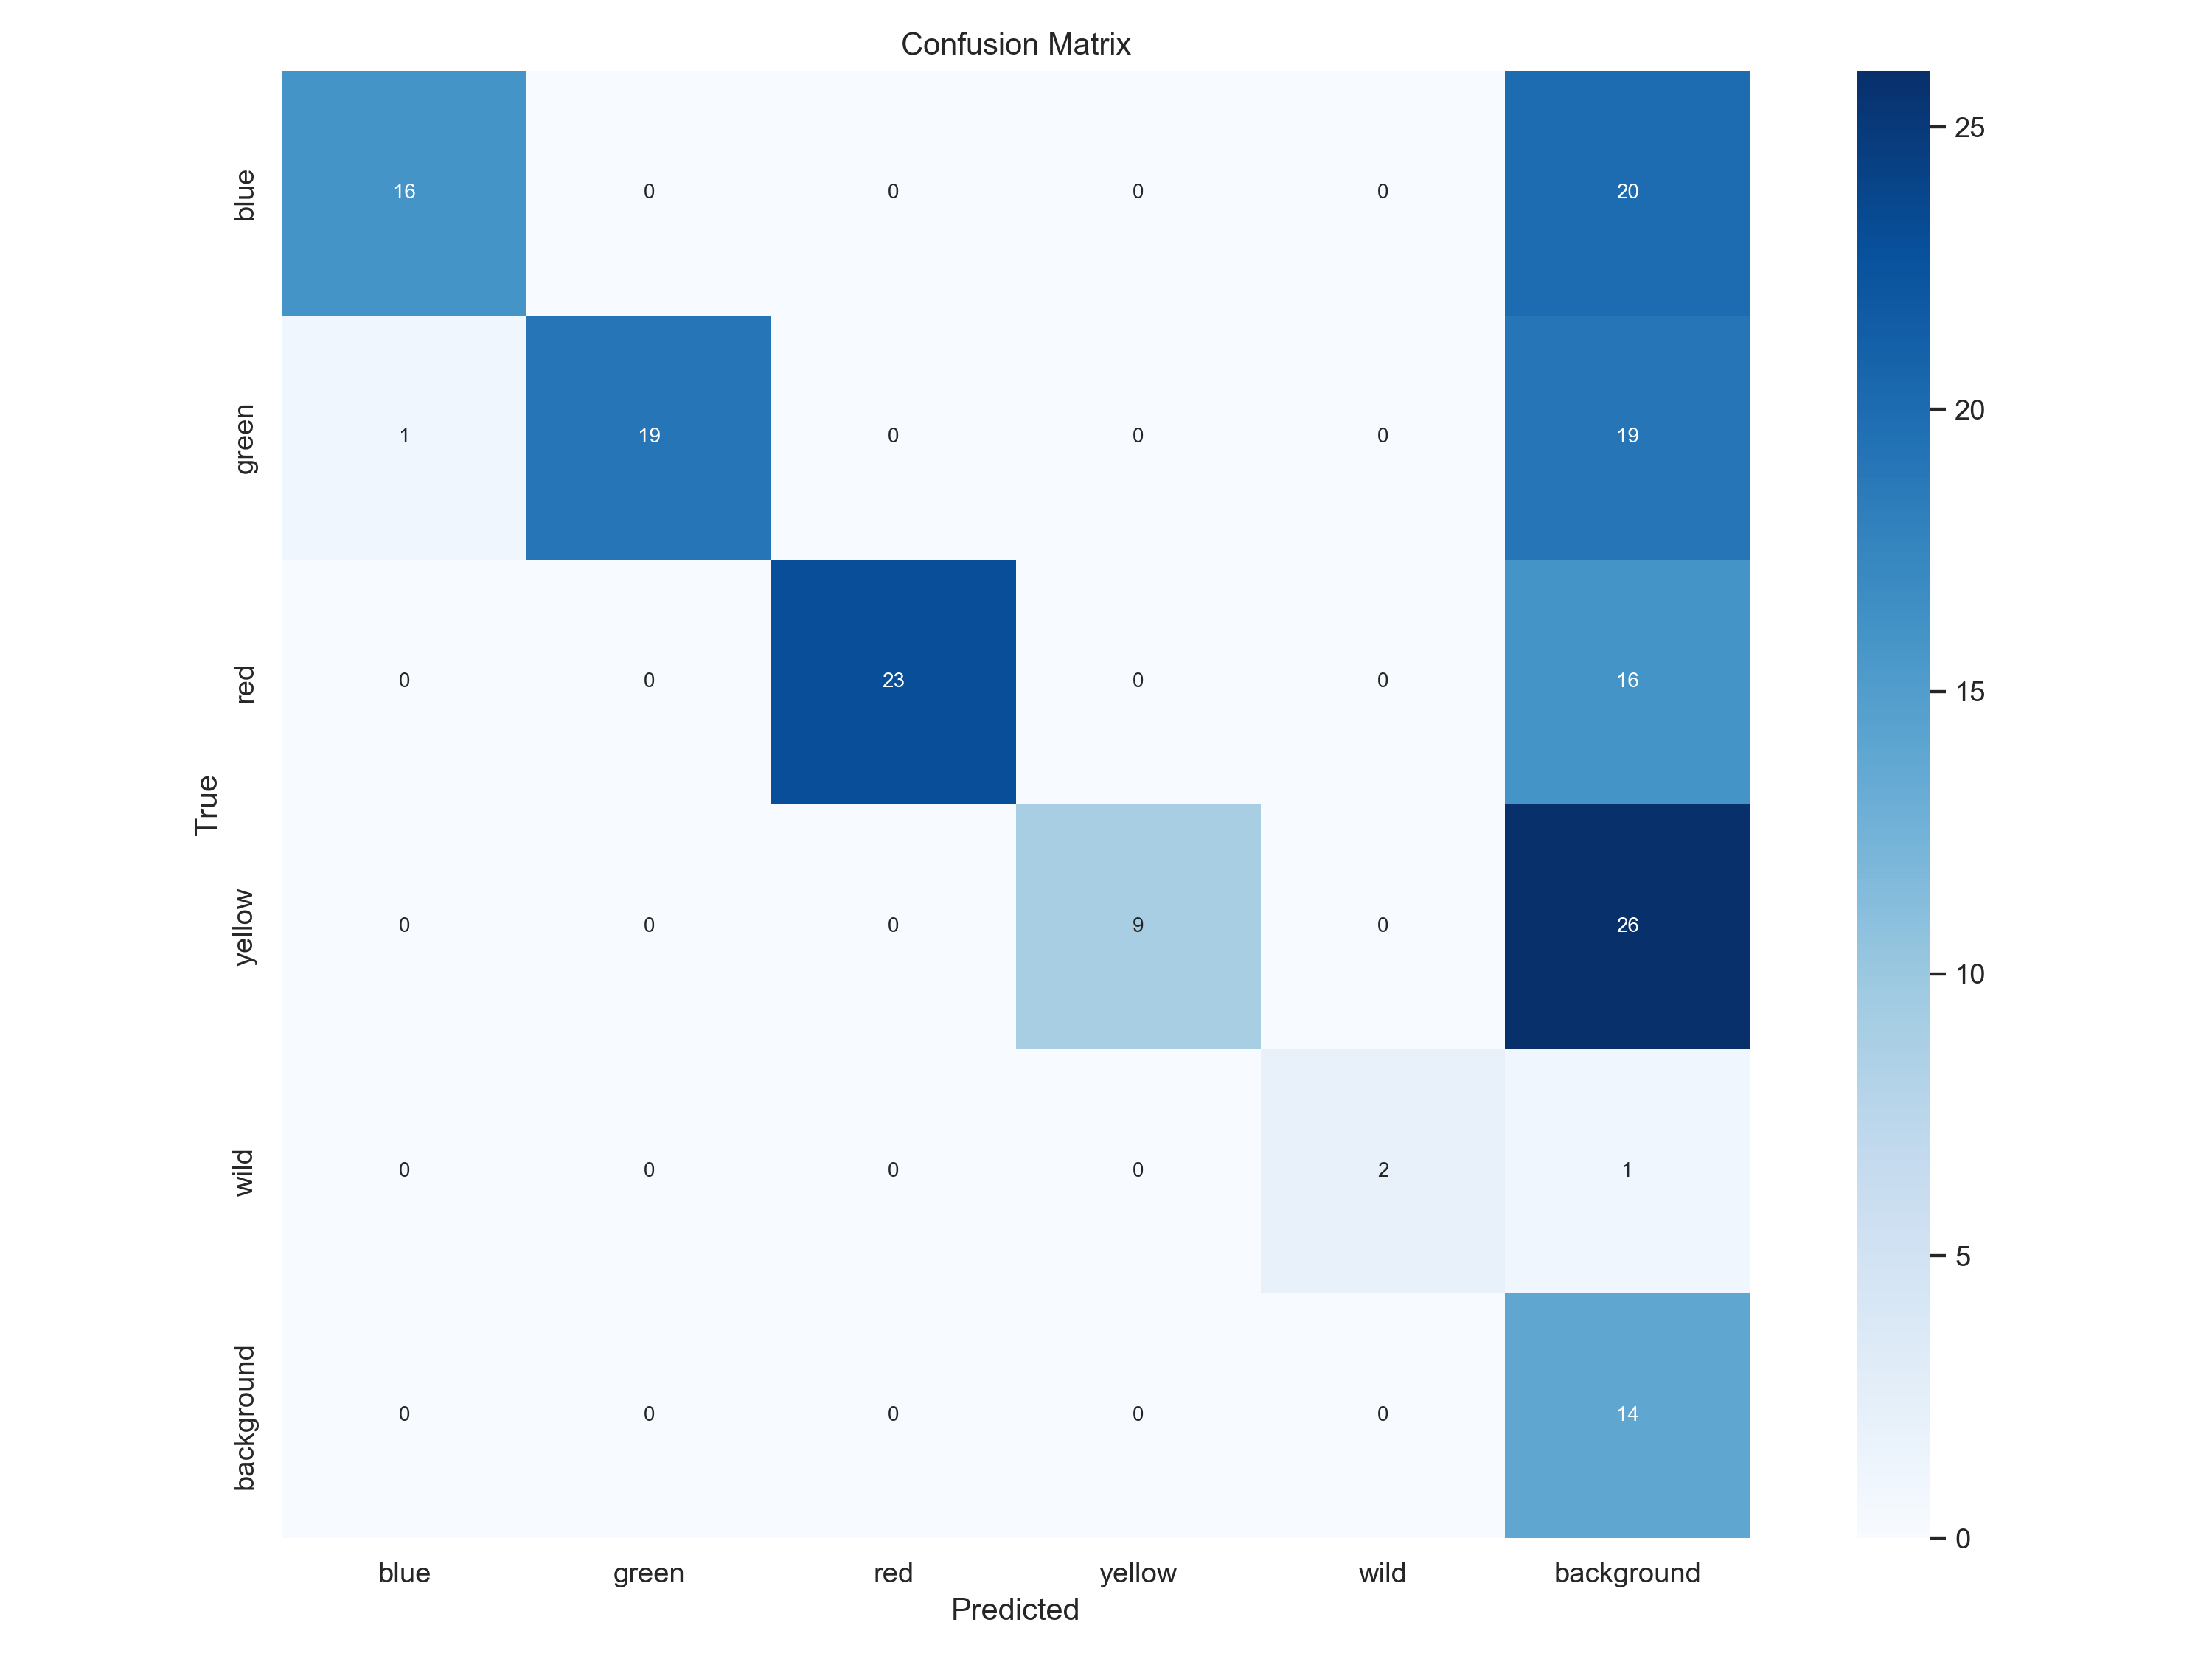 Confusion Matrix
blue 16 0 0 0 0 20
green 1 19 0 0 0 19
red 0 0 23 0 0 16
yellow 0 0 0 9 0 26
wild 0 0 0 0 2 1
background 0 0 0 0 0 14
True
blue green red yellow wild background
Predicted
25
20
15
10
5
0